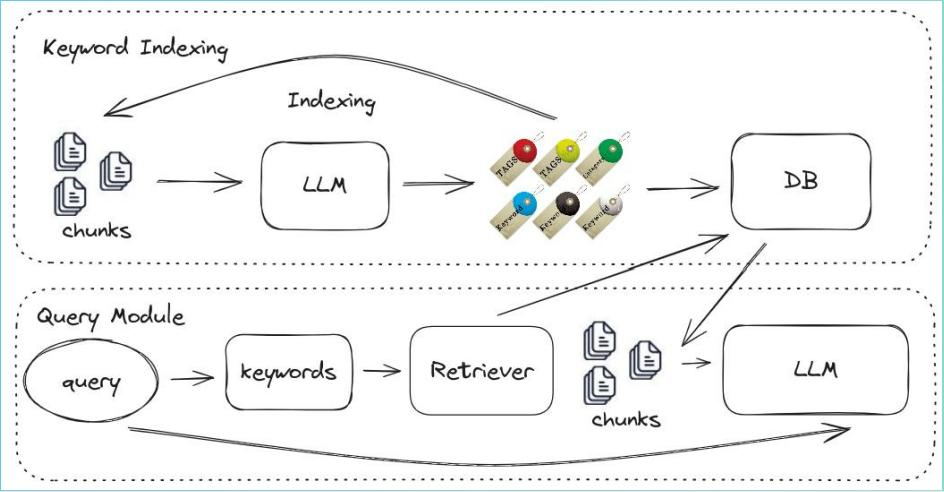 Keyword Indexing
Indexing
TAGS
TAGS
Category
LLM
DB
Keyword
Keyword
Keyword
chunks
Query Module
query
keywords
Retriever
LLM
chunks